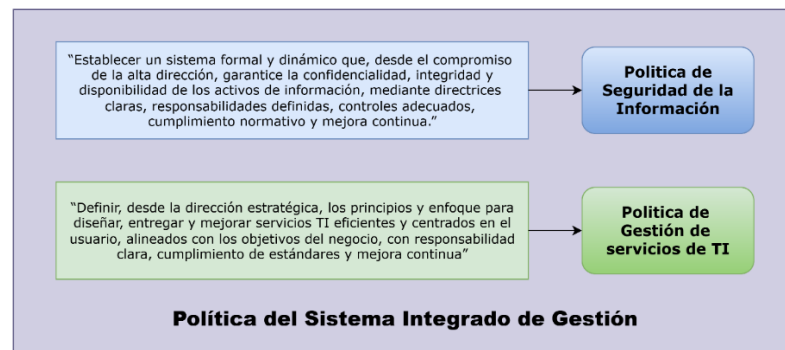 “Establecer un sistema formal y dinámico que, desde el compromiso
de la alta dirección, garantice la confidencialidad, integridad y
disponibilidad de los activos de información, mediante directrices
claras, responsabilidades definidas, controles adecuados,
cumplimiento normativo y mejora continua.”
Politica de
Seguridad de la
Información
“Definir, desde la dirección estratégica, los principios y enfoque para
diseñar, entregar y mejorar servicios TI eficientes y centrados en el
usuario, alineados con los objetivos del negocio, con responsabilidad
clara, cumplimiento de estándares y mejora continua”
Politica de
Gestión de
servicios de TI
Política del Sistema Integrado de Gestión